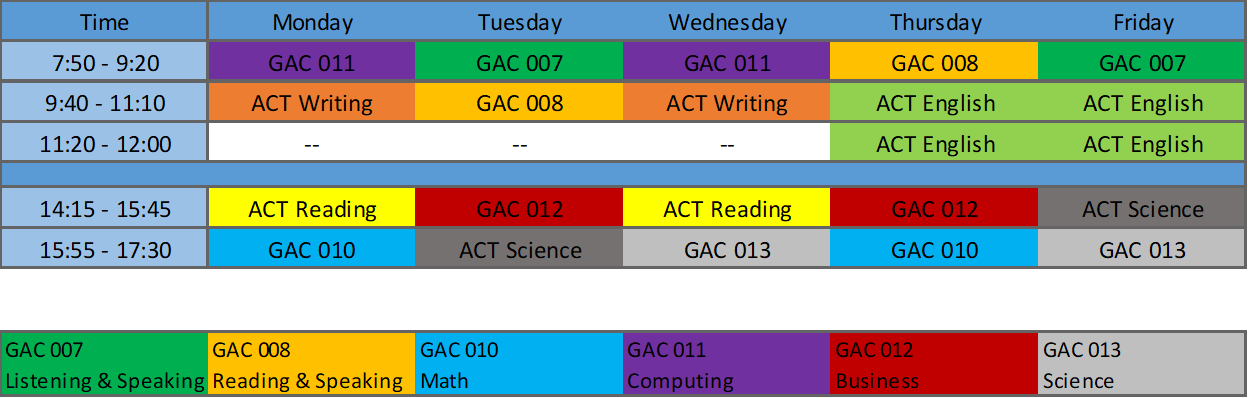 Time Monday Tuesday Wednesday Thursday Friday
7:50 - 9:20 GAC 011 GAC 007 GAC 011 GAC 008 GAC 007
9:40 - 11:10 ACT Writing GAC 008 ACT Writing ACT English ACT English
11:20 - 12:00 -- -- -- ACT English ACT English
14:15 - 15:45 ACT Reading GAC 012 ACT Reading GAC 012 ACT Science
15:55 - 17:30 GAC 010 ACT Science GAC 013 GAC 010 GAC 013
GAC 007 GAC 008 GAC 010 GAC 011 GAC 012 GAC 013
Listening & Speaking Reading & Speaking Math Computing Business Science